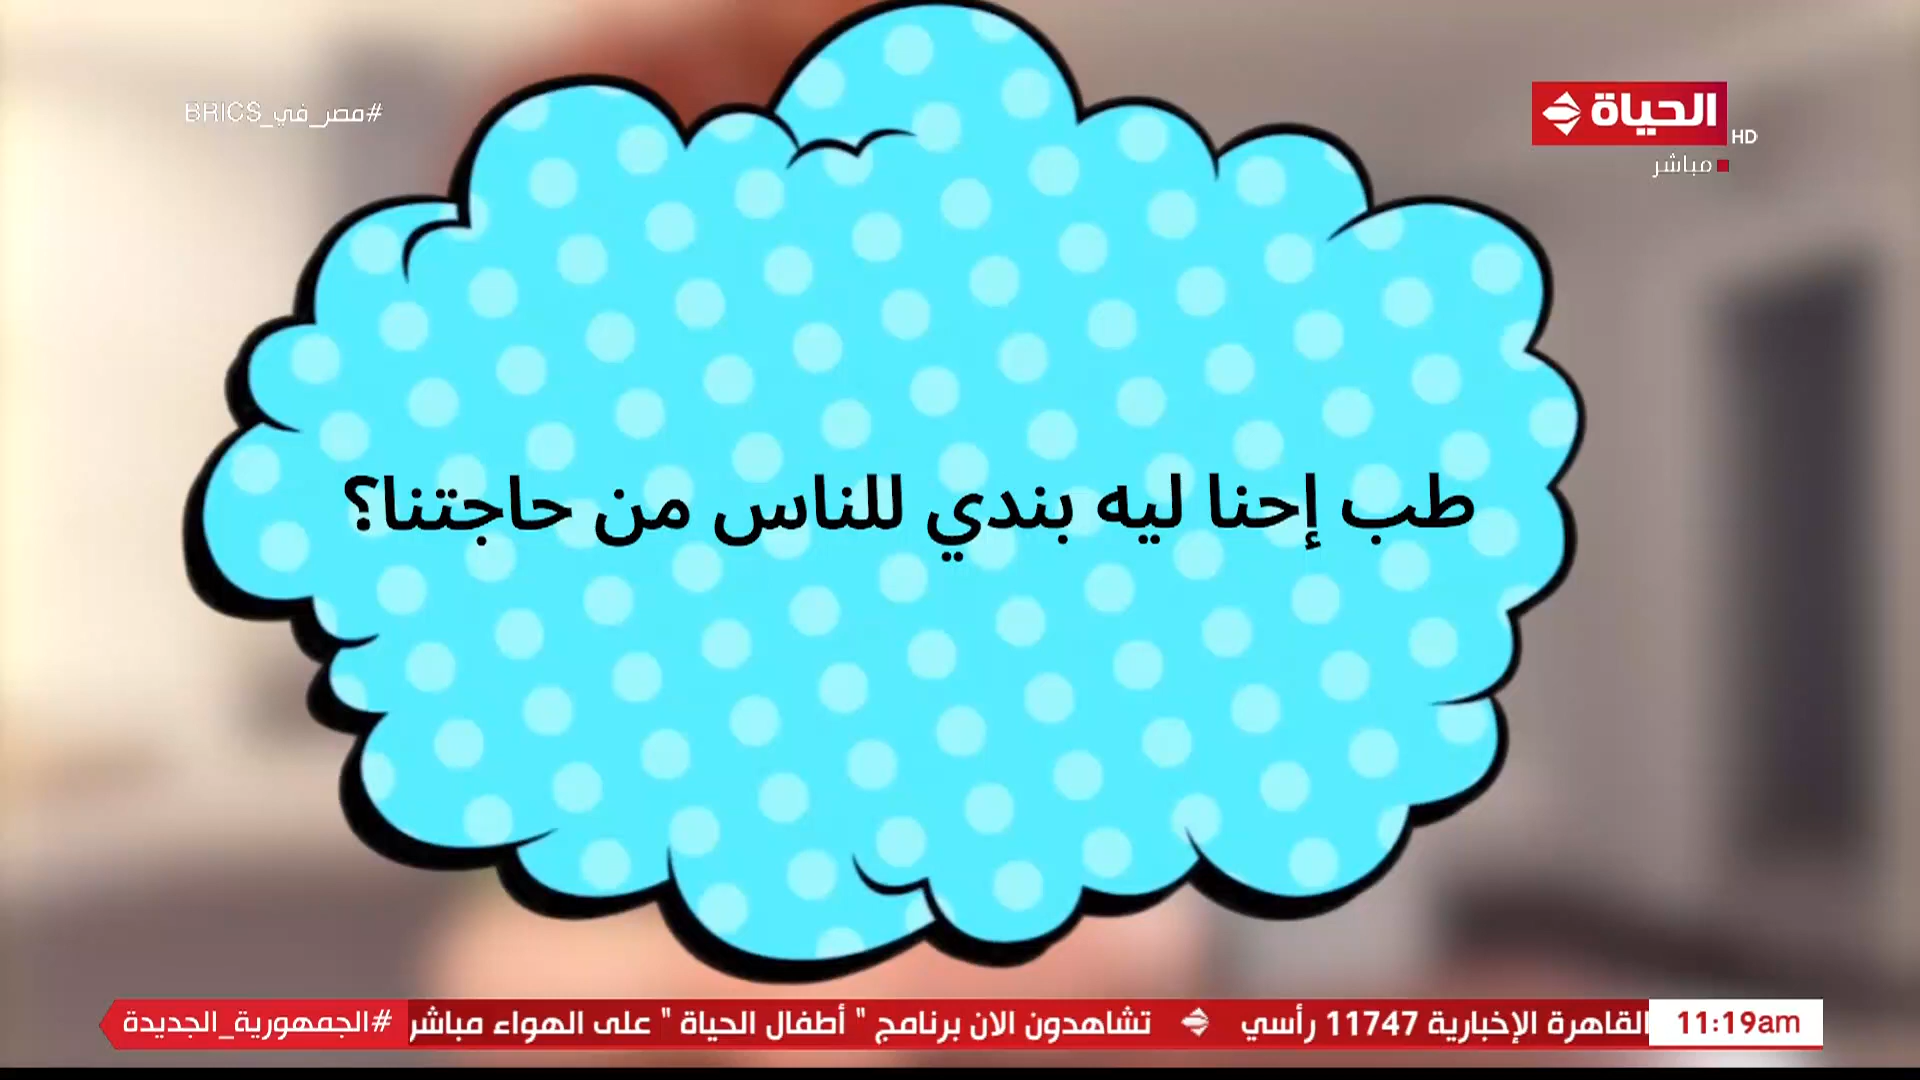 #مصر_في_BRICS
الحياة
HD
مباشر
طب إحنا ليه بندي للناس من حاجتنا؟
11:19am
القاهرة الإخبارية 11747 رأسي
تشاهدون الان برنامج " أطفال الحياة " على الهواء مباشر
#الجمهورية_الجديدة